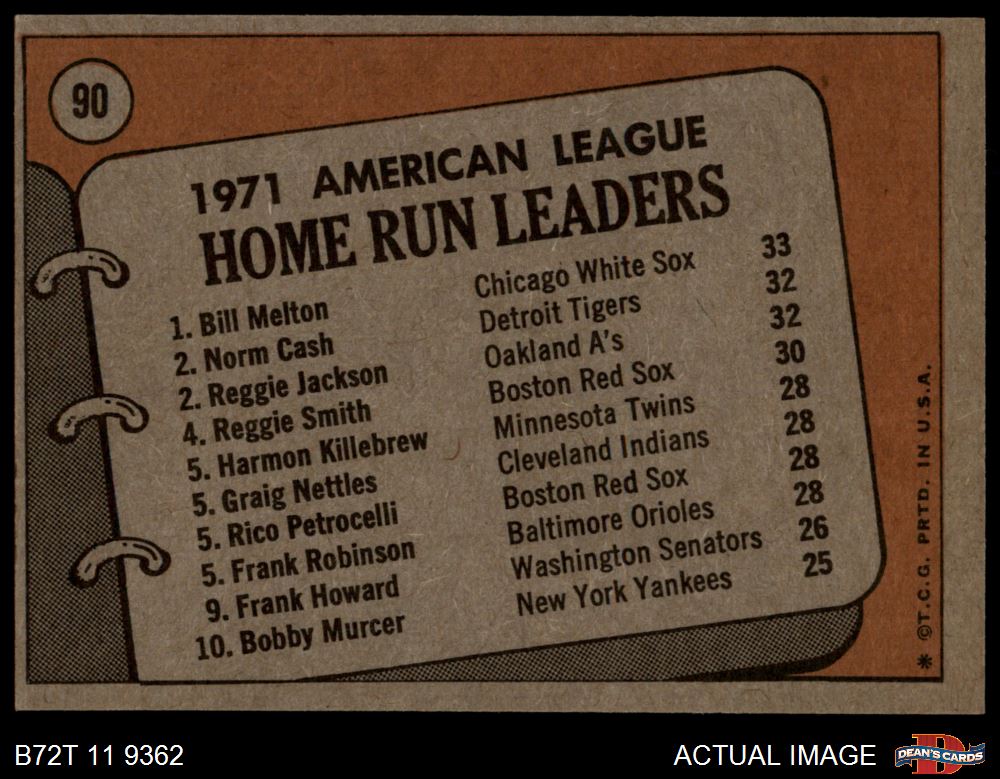 90
1971 AMERICAN LEAGUE
HOME RUN LEADERS
1. Bill Melton Chicago White Sox 33
2. Norm Cash Detroit Tigers 32
2. Reggie Jackson Oakland A's 32
4. Reggie Smith Boston Red Sox 30
5. Harmon Killebrew Minnesota Twins 28
5. Graig Nettles Cleveland Indians 28
5. Rico Petrocelli Boston Red Sox 28
5. Frank Robinson Baltimore Orioles 28
9. Frank Howard Washington Senators 26
10. Bobby Murcer New York Yankees 25
* ©T.C.G. PRTD. IN U.S.A.
B72T 11 9362 ACTUAL IMAGE
D
DEAN'S CARDS